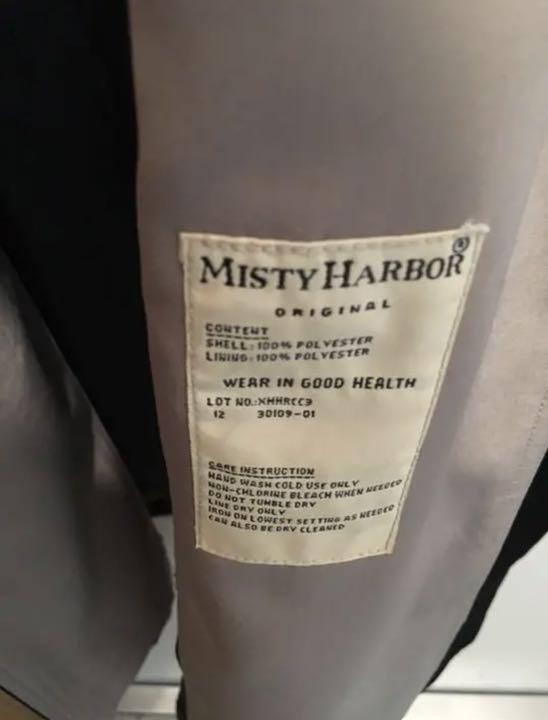 MISTY HARBOR®
ORIGINAL
CONTENT
SHELL: 100% POLYESTER
LINING: 100% POLYESTER
WEAR IN GOOD HEALTH
LOT NO.: XHHRCC3
12 30109-01
CARE INSTRUCTION
HAND WASH COLD USE ONLY
NON-CHLORINE BLEACH WHEN NEEDED
DO NOT TUMBLE DRY
LINE DRY ONLY
IRON ON LOWEST SETTING AS NEEDED
CAN ALSO BE DRY CLEANED